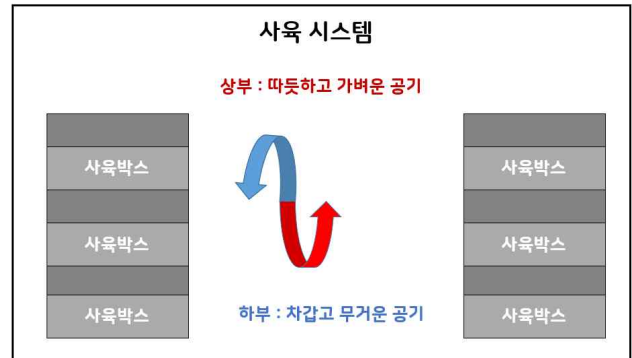 사육 시스템
상부 : 따듯하고 가벼운 공기
사육박스
사육박스
사육박스
사육박스
사육박스
사육박스
하부 : 차갑고 무거운 공기